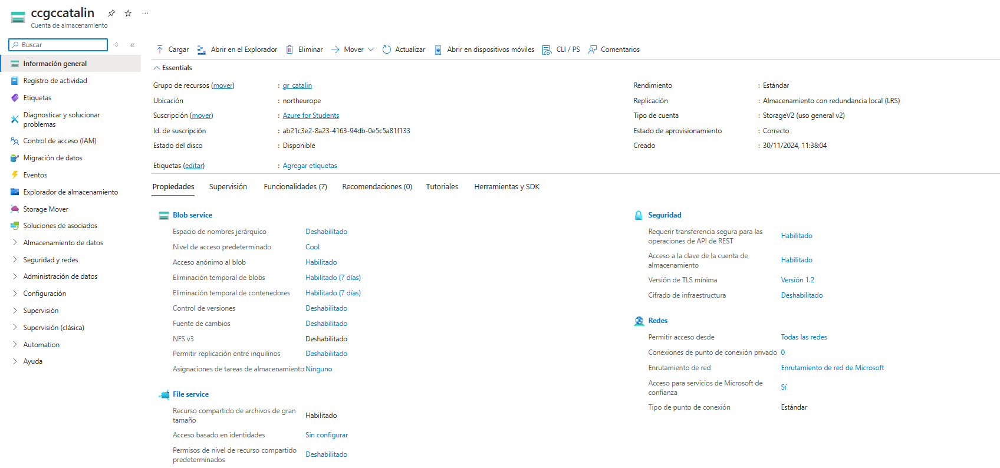 ccgccatalin
Cuenta de almacenamiento
Buscar
Información general
Registro de actividad
Etiquetas
Diagnosticar y solucionar
problemas
Control de acceso (IAM)
Migración de datos
Eventos
Explorador de almacenamiento
Storage Mover
Soluciones de asociados
Almacenamiento de datos
Seguridad y redes
Administración de datos
Configuración
Supervisión
Supervisión (clásica)
Automation
Ayuda
Cargar Abrir en el Explorador Eliminar Mover Actualizar Abrir en dispositivos móviles CLI / PS Comentarios
Essentials
Grupo de recursos (mover) : gr_catalin
Ubicación : northeurope
Suscripción (mover) : Azure for Students
Id. de suscripción : ab21c3e2-8a23-4163-94db-0e5c5a81f133
Estado del disco : Disponible
Etiquetas (editar) : Agregar etiquetas
Rendimiento : Estándar
Replicación : Almacenamiento con redundancia local (LRS)
Tipo de cuenta : StorageV2 (uso general v2)
Estado de aprovisionamiento : Correcto
Creado : 30/11/2024, 11:38:04
Propiedades Supervisión Funcionalidades (7) Recomendaciones (0) Tutoriales Herramientas y SDK
Blob service
Espacio de nombres jerárquico Deshabilitado
Nivel de acceso predeterminado Cool
Acceso anónimo al blob Habilitado
Eliminación temporal de blobs Habilitado (7 días)
Eliminación temporal de contenedores Habilitado (7 días)
Control de versiones Deshabilitado
Fuente de cambios Deshabilitado
NFS v3 Deshabilitado
Permitir replicación entre inquilinos Deshabilitado
Asignaciones de tareas de almacenamiento Ninguno
File service
Recurso compartido de archivos de gran
tamaño Habilitado
Acceso basado en identidades Sin configurar
Permisos de nivel de recurso compartido
predeterminados Deshabilitado
Seguridad
Requerir transferencia segura para las
operaciones de API de REST Habilitado
Acceso a la clave de la cuenta de
almacenamiento Habilitado
Versión de TLS mínima Versión 1.2
Cifrado de infraestructura Deshabilitado
Redes
Permitir acceso desde Todas las redes
Conexiones de punto de conexión privado 0
Enrutamiento de red Enrutamiento de red de Microsoft
Acceso para servicios de Microsoft de
confianza Sí
Tipo de punto de conexión Estándar